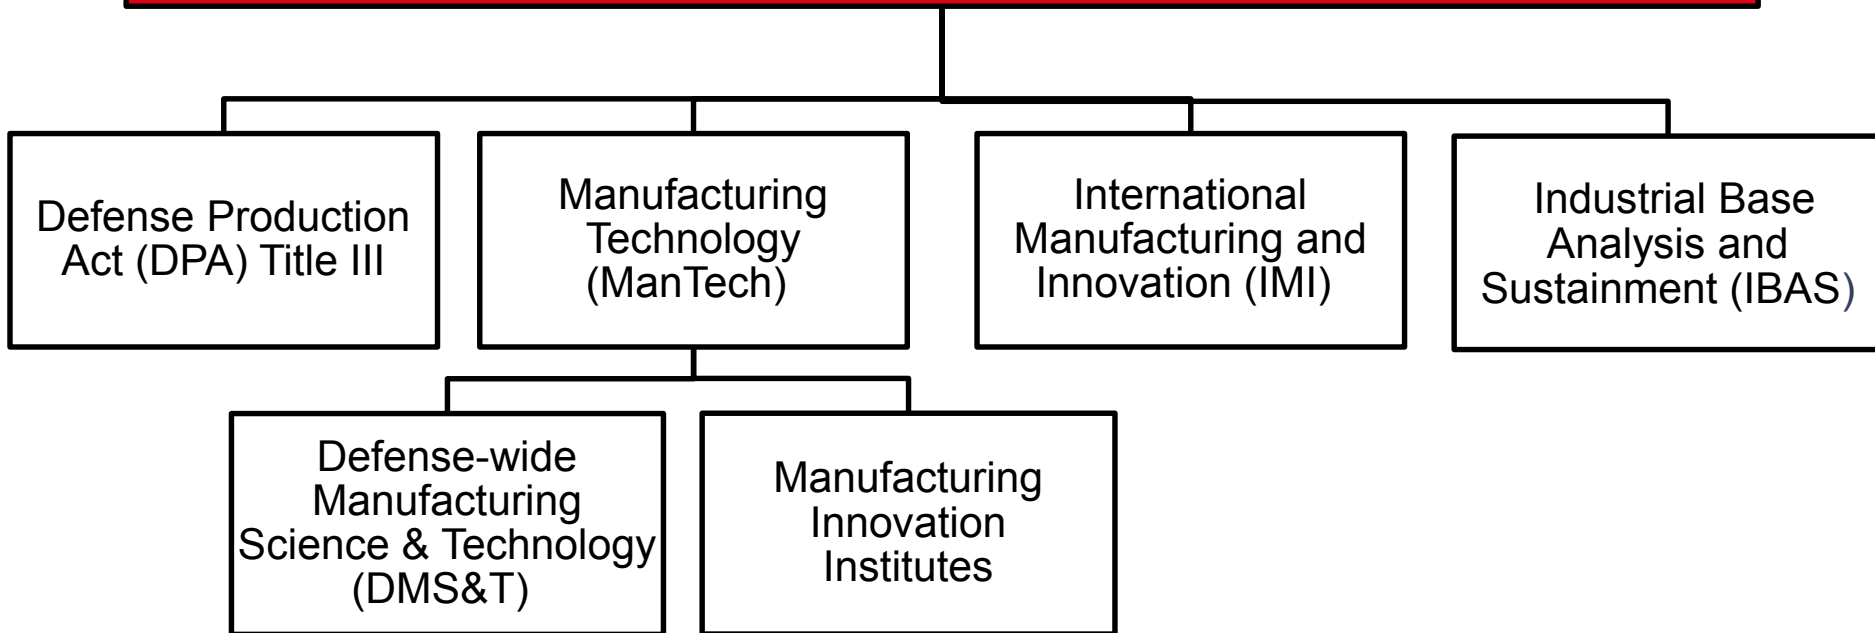 Defense Production
Act (DPA) Title III
Manufacturing
Technology
(ManTech)
International
Manufacturing and
Innovation (IMI)
Industrial Base
Analysis and
Sustainment (IBAS)
Defense-wide
Manufacturing
Science & Technology
(DMS&T)
Manufacturing
Innovation
Institutes